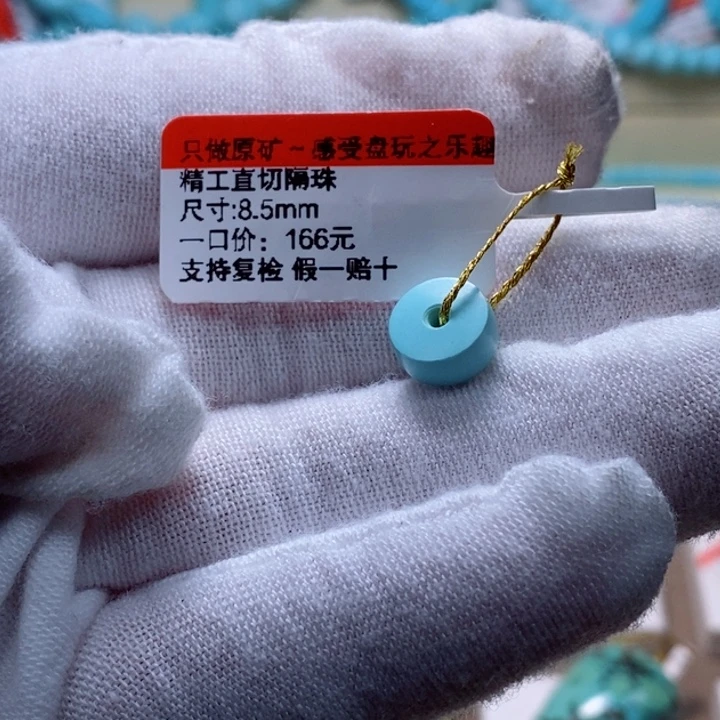 只做原矿～感受盘玩之乐趣
精工直切隔珠
尺寸:8.5mm
一口价：166元
支持复检 假一赔十